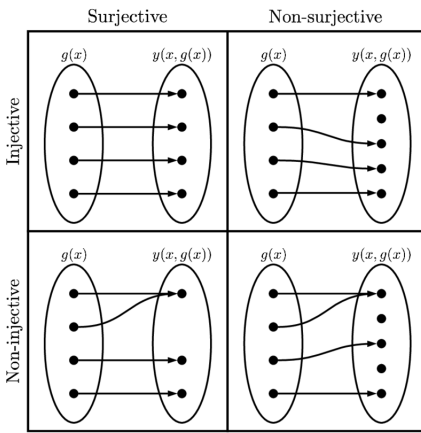 Surjective
Non-surjective
Injective
g(x)
y(x, g(x))
g(x)
y(x, g(x))
Non-injective
g(x)
y(x, g(x))
g(x)
y(x, g(x))